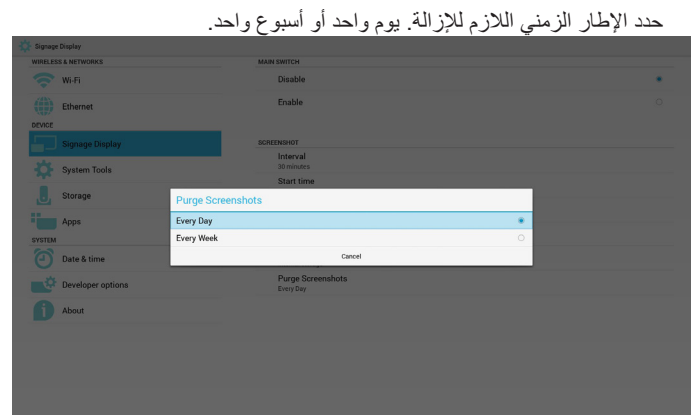 حدد الإطار الزمني اللازم للإزالة. يوم واحد أو أسبوع واحد.
Signage Display
WIRELESS & NETWORKS
Wi-Fi
Ethernet
DEVICE
Signage Display
System Tools
Storage
Apps
SYSTEM
Date & time
Developer options
About
MAIN SWITCH
Disable
Enable
SCREENSHOT
Interval
30 minutes
Start time
Purge Screenshots
Every Day
Every Week
Cancel
Purge Screenshots
Every Day